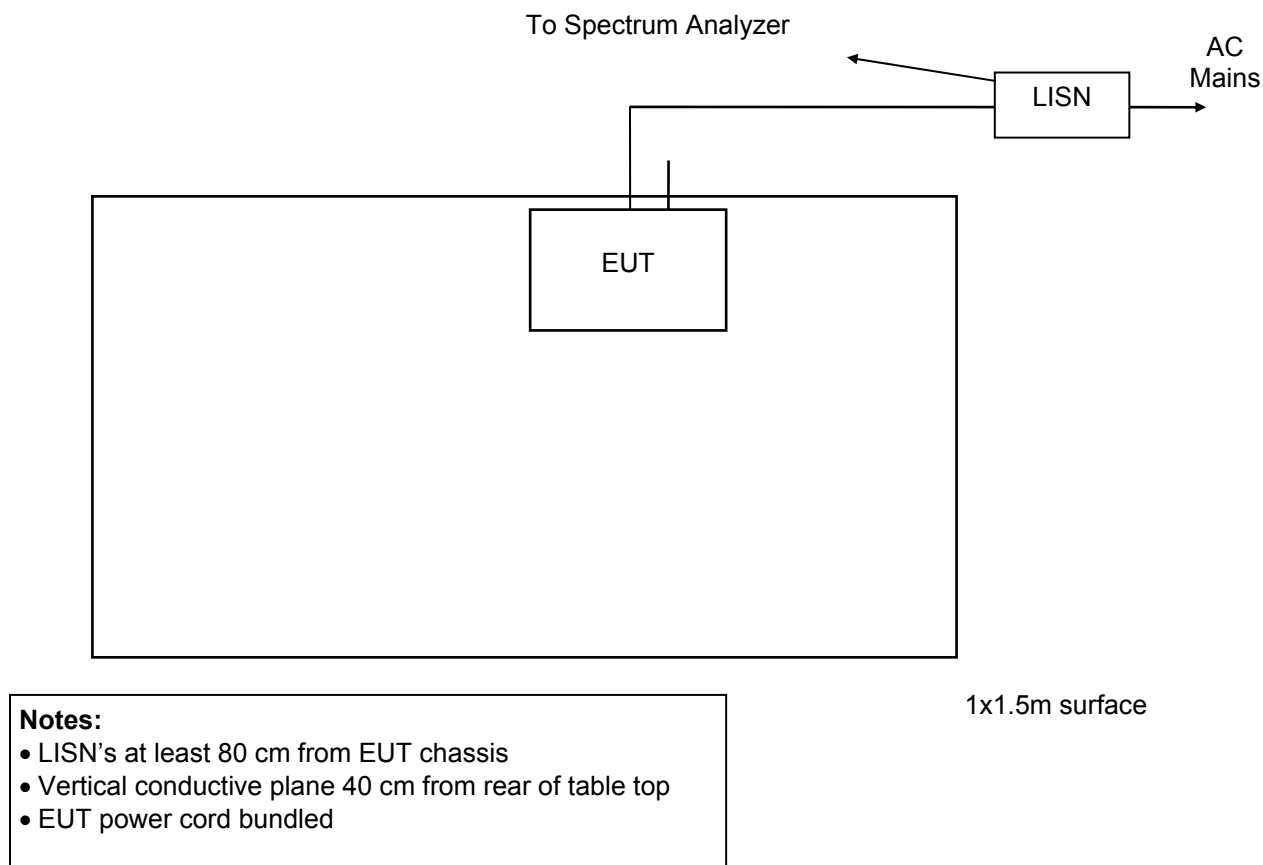 To Spectrum Analyzer
AC
Mains
LISN
EUT
1x1.5m surface
Notes:
• LISN’s at least 80 cm from EUT chassis
• Vertical conductive plane 40 cm from rear of table top
• EUT power cord bundled